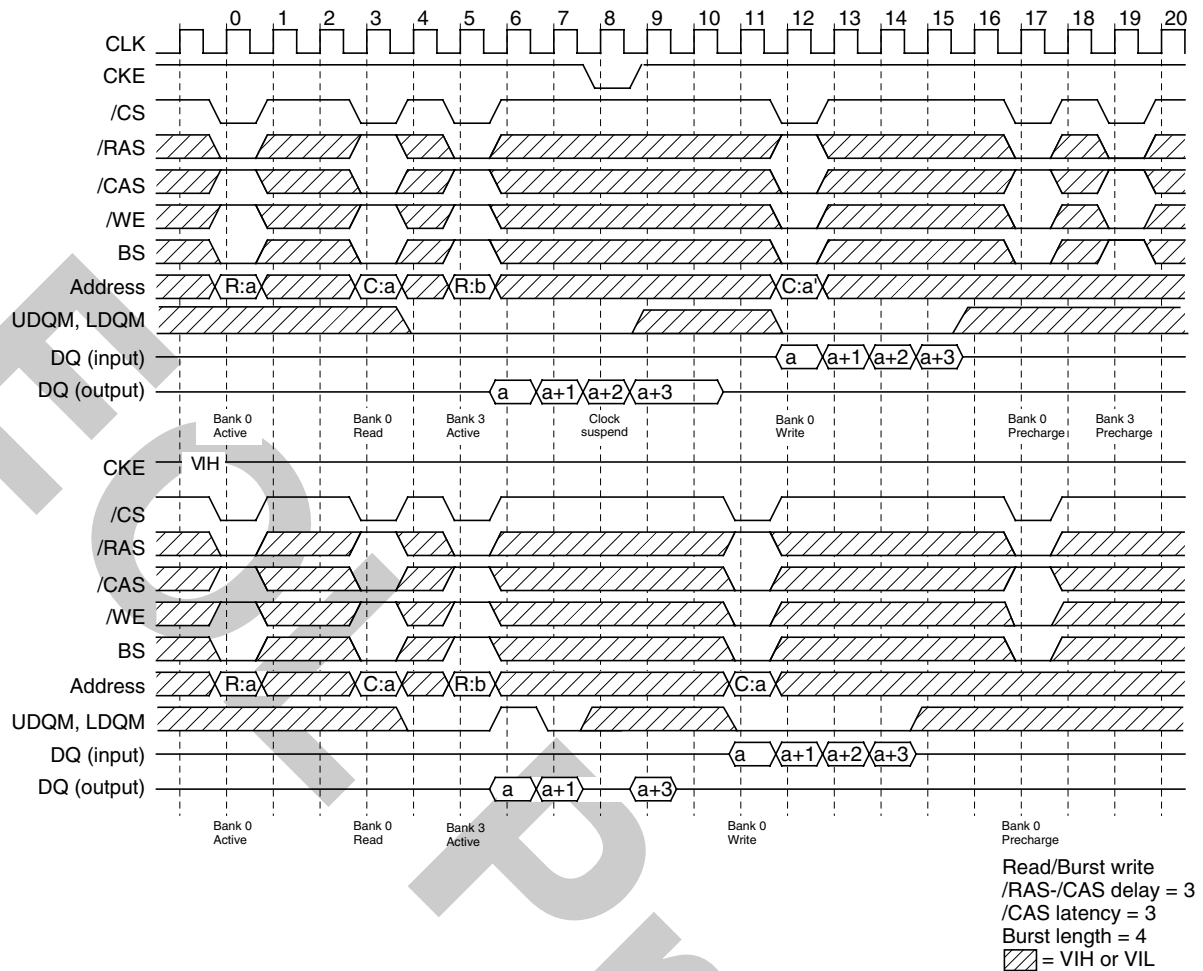 0 1 2 3 4 5 6 7 8 9 10 11 12 13 14 15 16 17 18 19 20
CLK
CKE
/CS
/RAS
/CAS
/WE
BS
Address R:a C:a R:b C:a'
UDQM, LDQM
DQ (input) a a+1 a+2 a+3
DQ (output) a a+1 a+2 a+3
Bank 0 Active Bank 0 Read Bank 3 Active Clock suspend Bank 0 Write Bank 0 Precharge Bank 3 Precharge
CKE VIH
/CS
/RAS
/CAS
/WE
BS
Address R:a C:a R:b C:a
UDQM, LDQM
DQ (input) a a+1 a+2 a+3
DQ (output) a a+1 a+3
Bank 0 Active Bank 0 Read Bank 3 Active Bank 0 Write Bank 0 Precharge
Read/Burst write
/RAS-/CAS delay = 3
/CAS latency = 3
Burst length = 4
= VIH or VIL